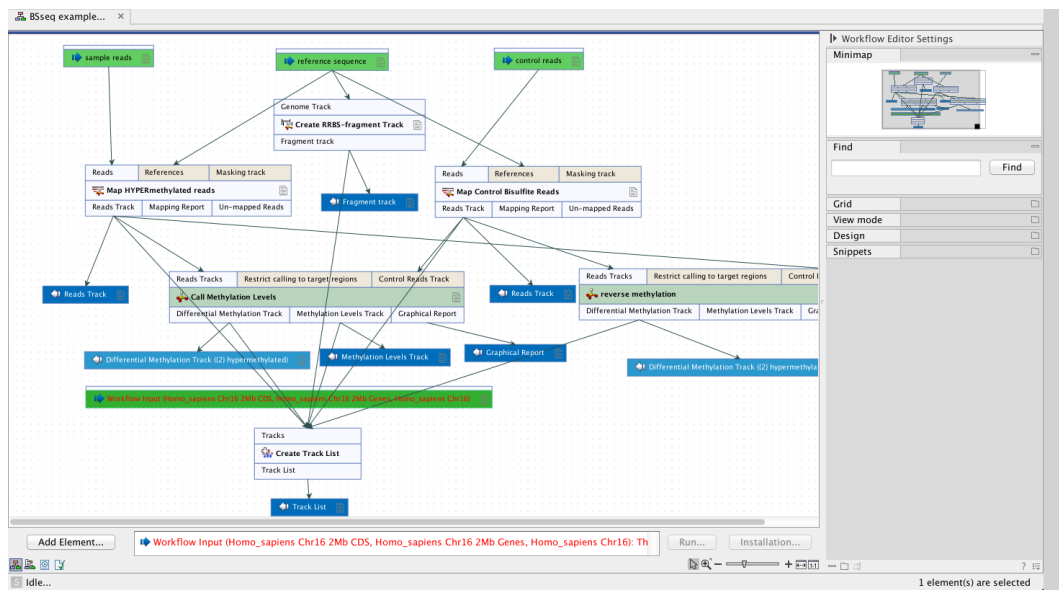 BSseq example... ×
sample reads
reference sequence
control reads
Genome Track
Create RRBS-fragment Track
Fragment track
Reads References Masking track
Map HYPERmethylated reads
Reads Track Mapping Report Un-mapped Reads
Fragment track
Reads References Masking track
Map Control Bisulfite Reads
Reads Track Mapping Report Un-mapped Reads
Reads Track
Reads Tracks Restrict calling to target regions Control Reads Track
Call Methylation Levels
Differential Methylation Track Methylation Levels Track Graphical Report
Reads Track
Reads Tracks Restrict calling to target regions Control
reverse methylation
Differential Methylation Track Methylation Levels Track Gra
Differential Methylation Track ((2) hypermethylated)
Methylation Levels Track
Graphical Report
Differential Methylation Track ((2) hypermethyla
Workflow Input (Homo_sapiens Chr16 2Mb CDS, Homo_sapiens Chr16 2Mb Genes, Homo_sapiens Chr16)
Tracks
Create Track List
Track List
Track List
Add Element...
Workflow Input (Homo_sapiens Chr16 2Mb CDS, Homo_sapiens Chr16 2Mb Genes, Homo_sapiens Chr16): Th
Run...
Installation...
Idle...
Workflow Editor Settings
Minimap
Find
Find
Grid
View mode
Design
Snippets
1 element(s) are selected